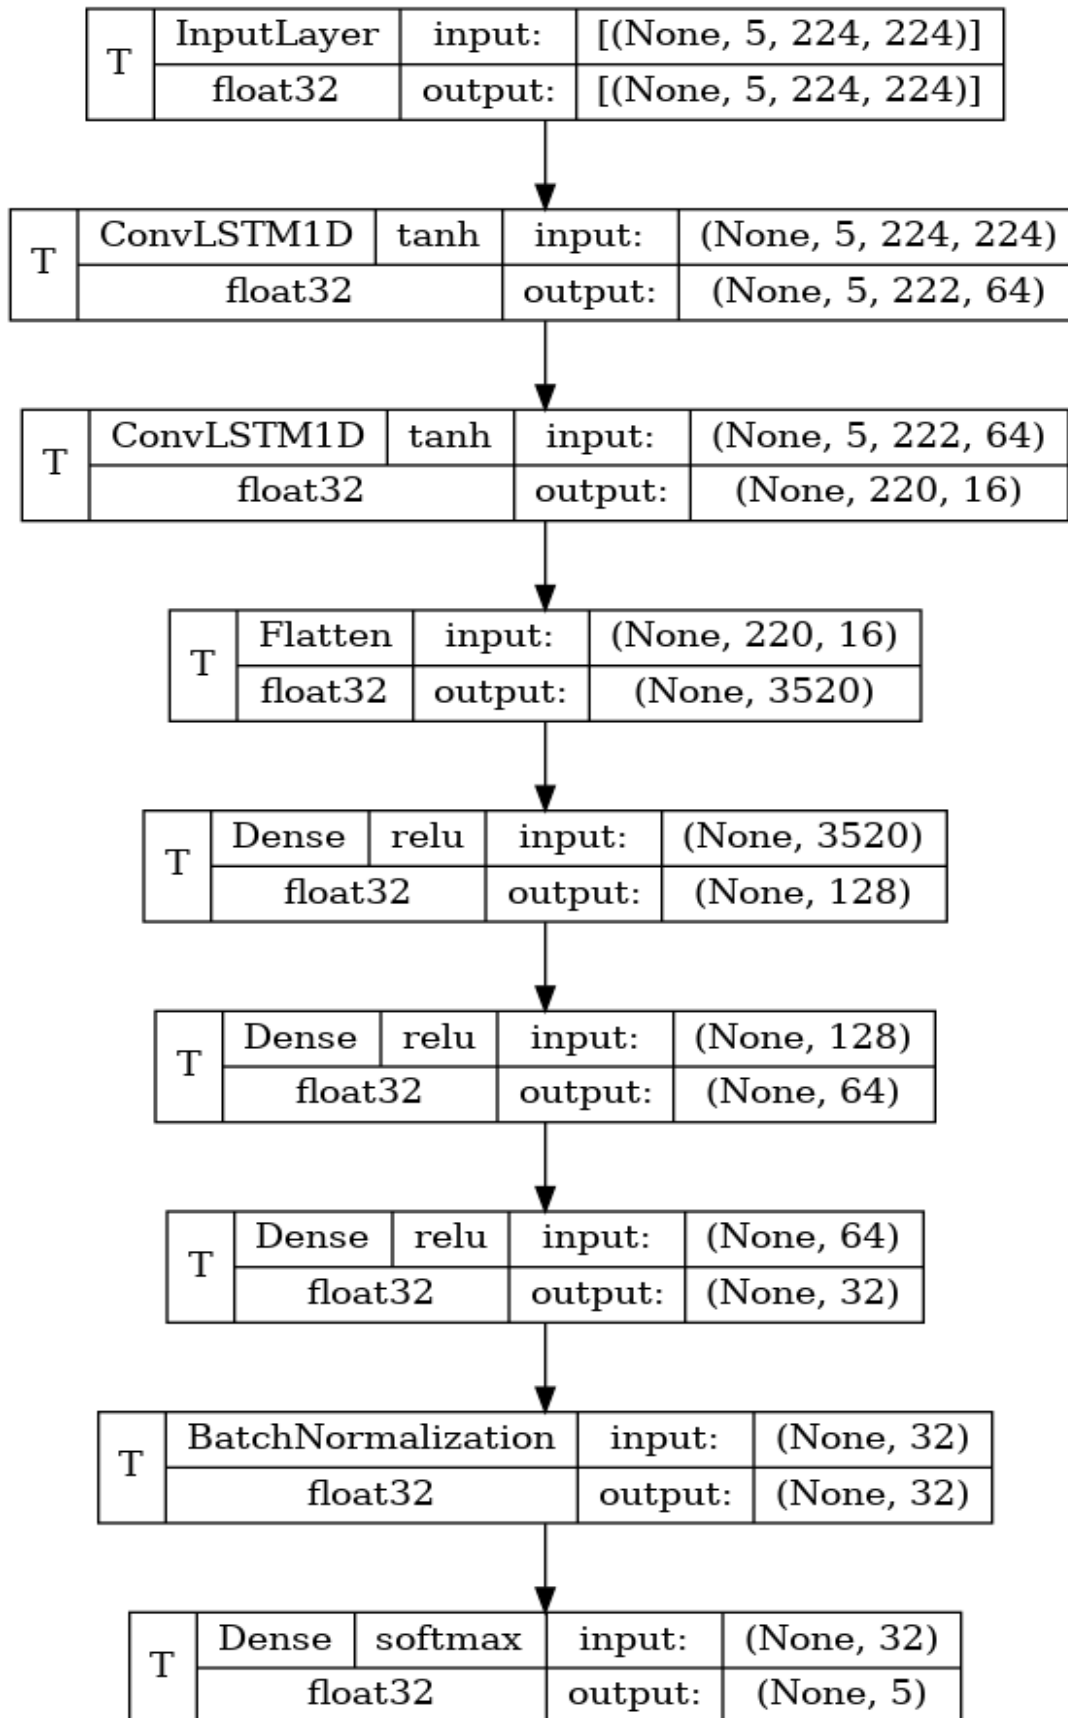 T InputLayer input: [(None, 5, 224, 224)]
float32 output: [(None, 5, 224, 224)]
T ConvLSTM1D tanh input: (None, 5, 224, 224)
float32 output: (None, 5, 222, 64)
T ConvLSTM1D tanh input: (None, 5, 222, 64)
float32 output: (None, 220, 16)
T Flatten input: (None, 220, 16)
float32 output: (None, 3520)
T Dense relu input: (None, 3520)
float32 output: (None, 128)
T Dense relu input: (None, 128)
float32 output: (None, 64)
T Dense relu input: (None, 64)
float32 output: (None, 32)
T BatchNormalization input: (None, 32)
float32 output: (None, 32)
T Dense softmax input: (None, 32)
float32 output: (None, 5)